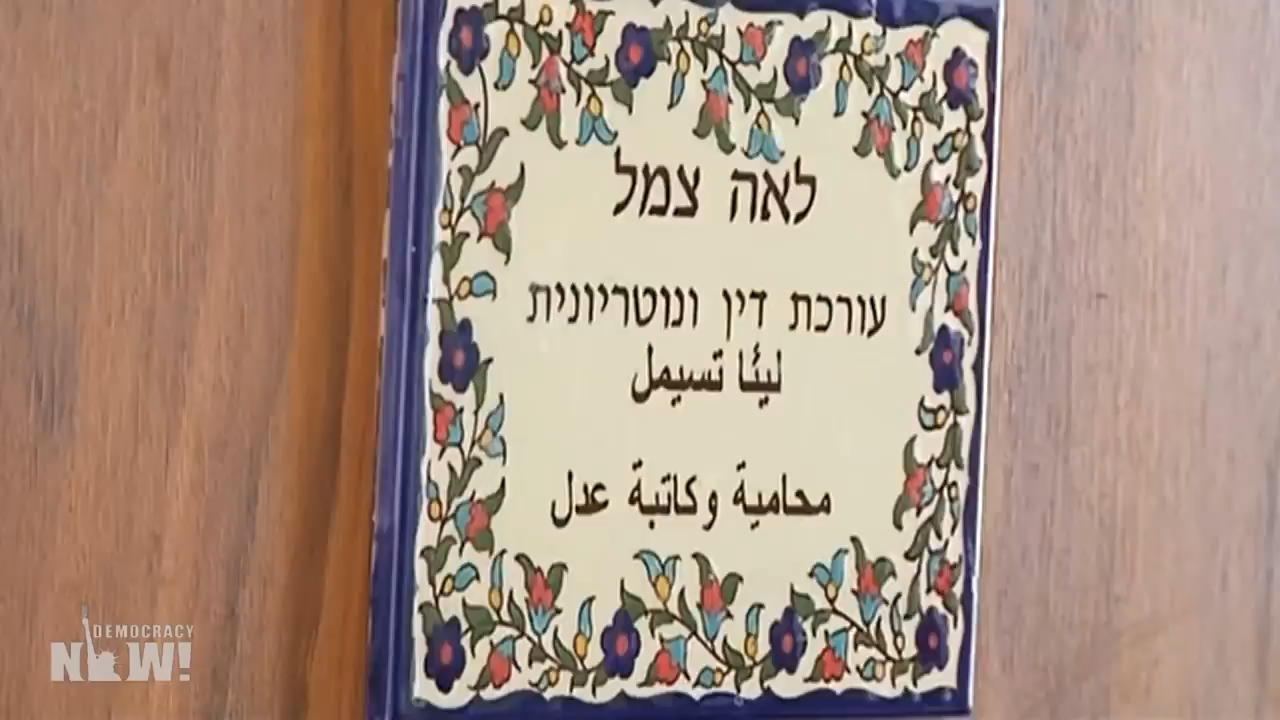 לאה צמל
עורכת דין ונוטריונית
ليئا تسيمل
محامية وكاتبة عدل
DEMOCRACY
NOW!